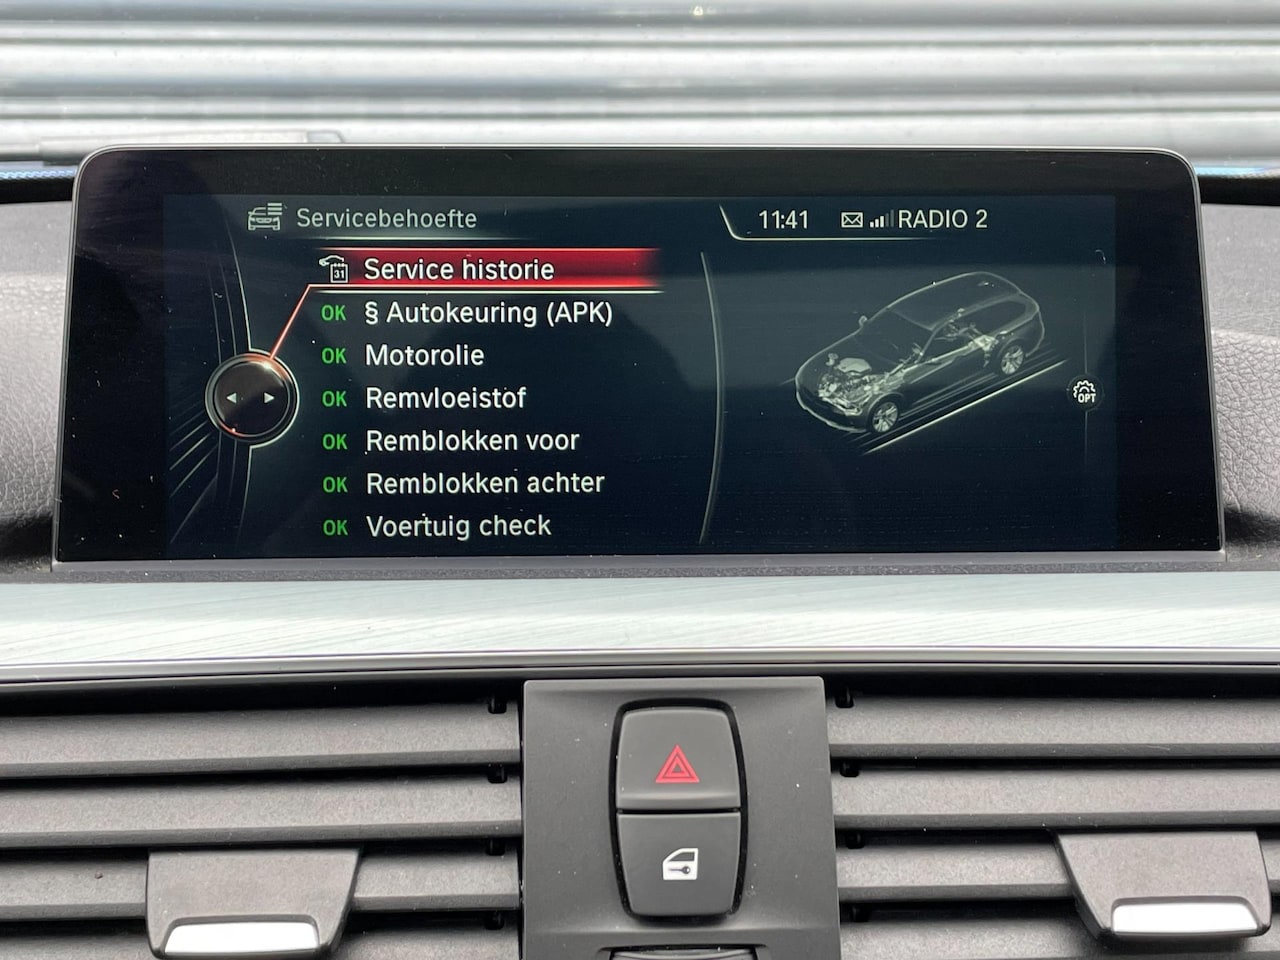 Servicebehoefte
11:41 RADIO 2
31 Service historie
OK § Autokeuring (APK)
OK Motorolie
OK Remvloeistof
OK Remblokken voor
OK Remblokken achter
OK Voertuig check
OPT